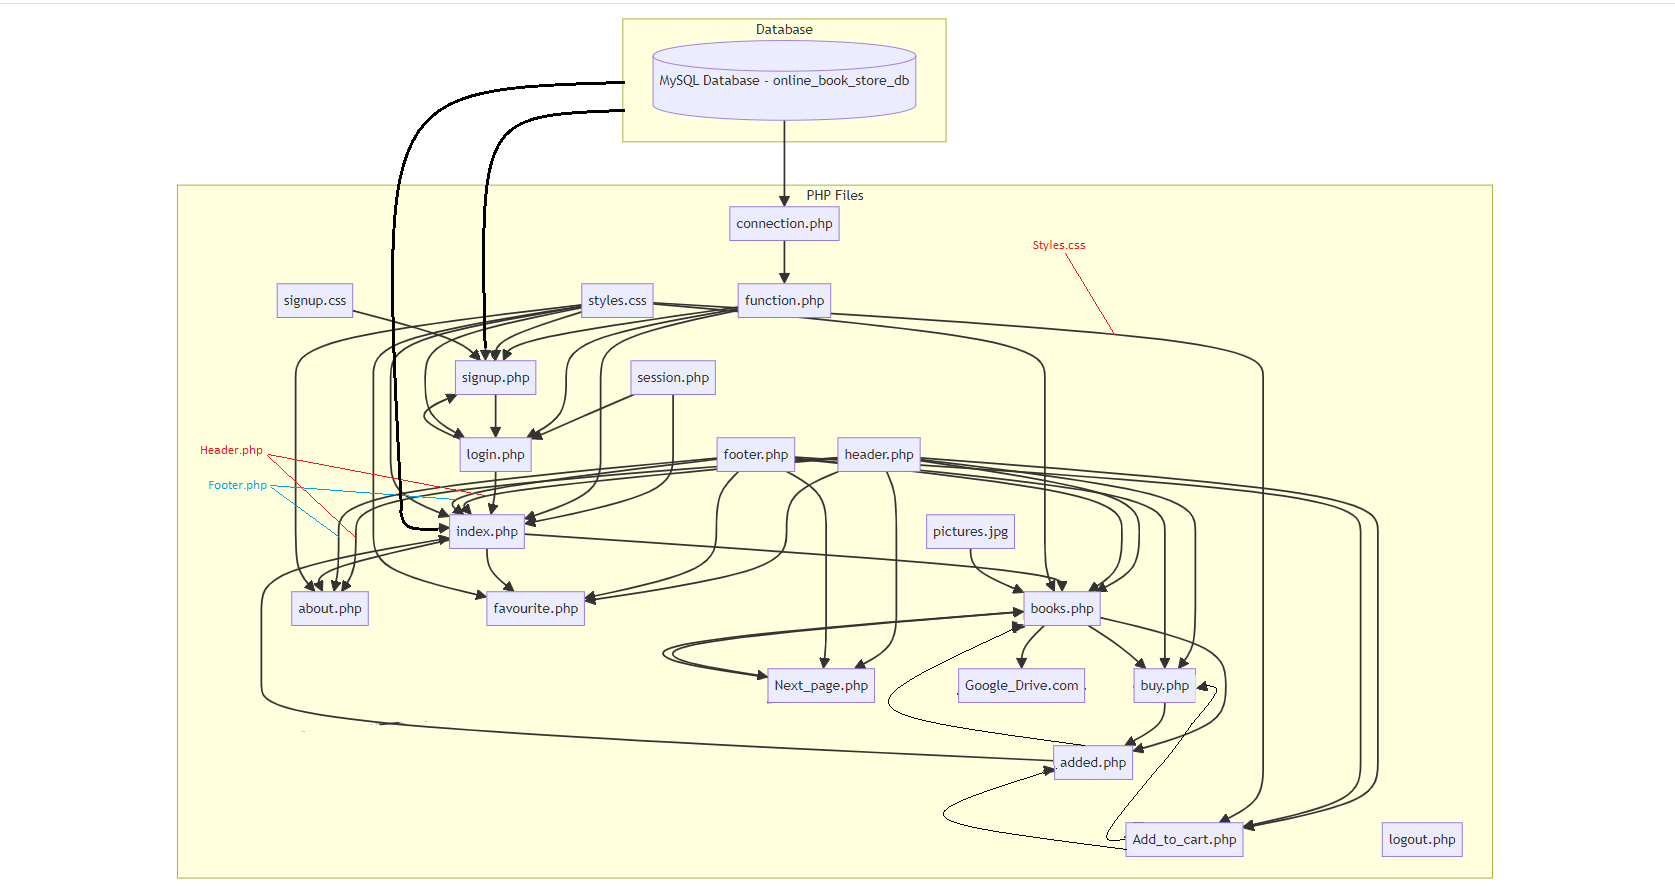 Database
MySQL Database - online_book_store_db
PHP Files
connection.php
Styles.css
signup.css
styles.css
function.php
signup.php
session.php
Header.php
login.php
footer.php
header.php
Footer.php
index.php
pictures.jpg
about.php
favourite.php
books.php
Next_page.php
Google_Drive.com
buy.php
added.php
Add_to_cart.php
logout.php